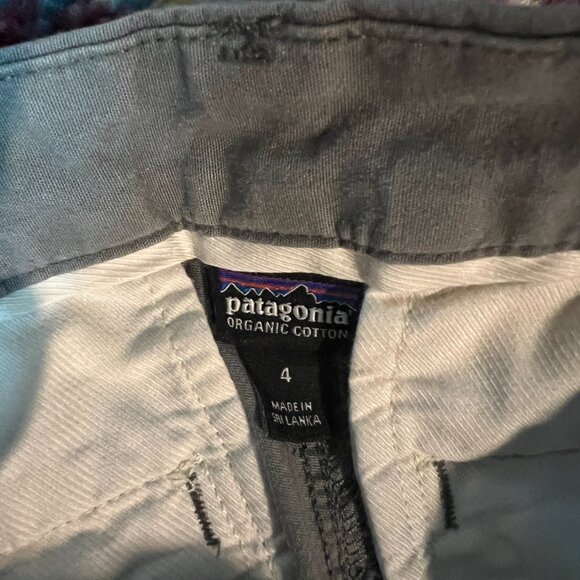 patagonia
ORGANIC COTTON
4
MADE IN
SRI LANKA